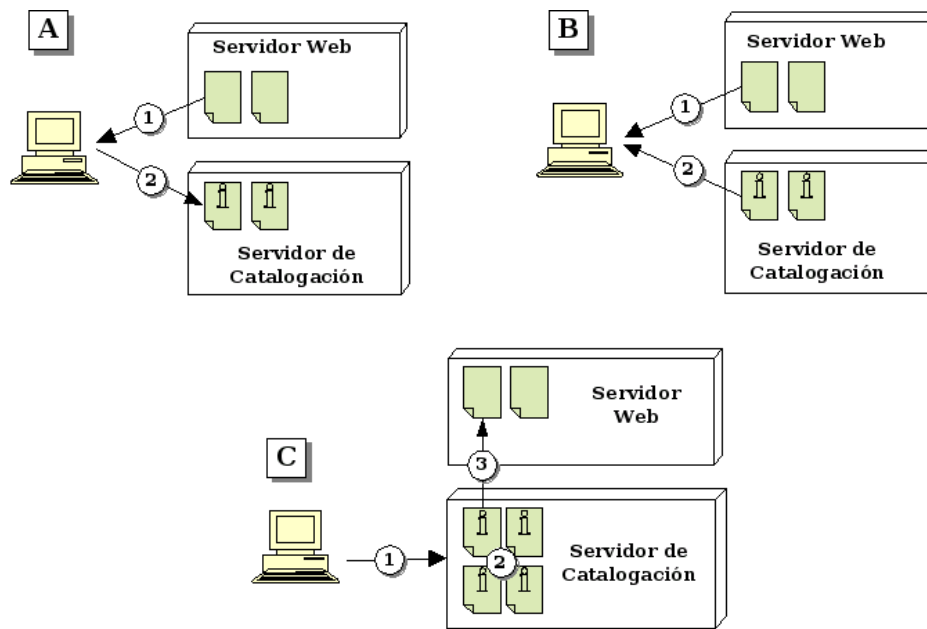 A
Servidor Web
1
2
i i
Servidor de
Catalogación
B
Servidor Web
1
2
i i
Servidor de
Catalogación
C
Servidor
Web
3
1
i i
2
i i
Servidor de
Catalogación